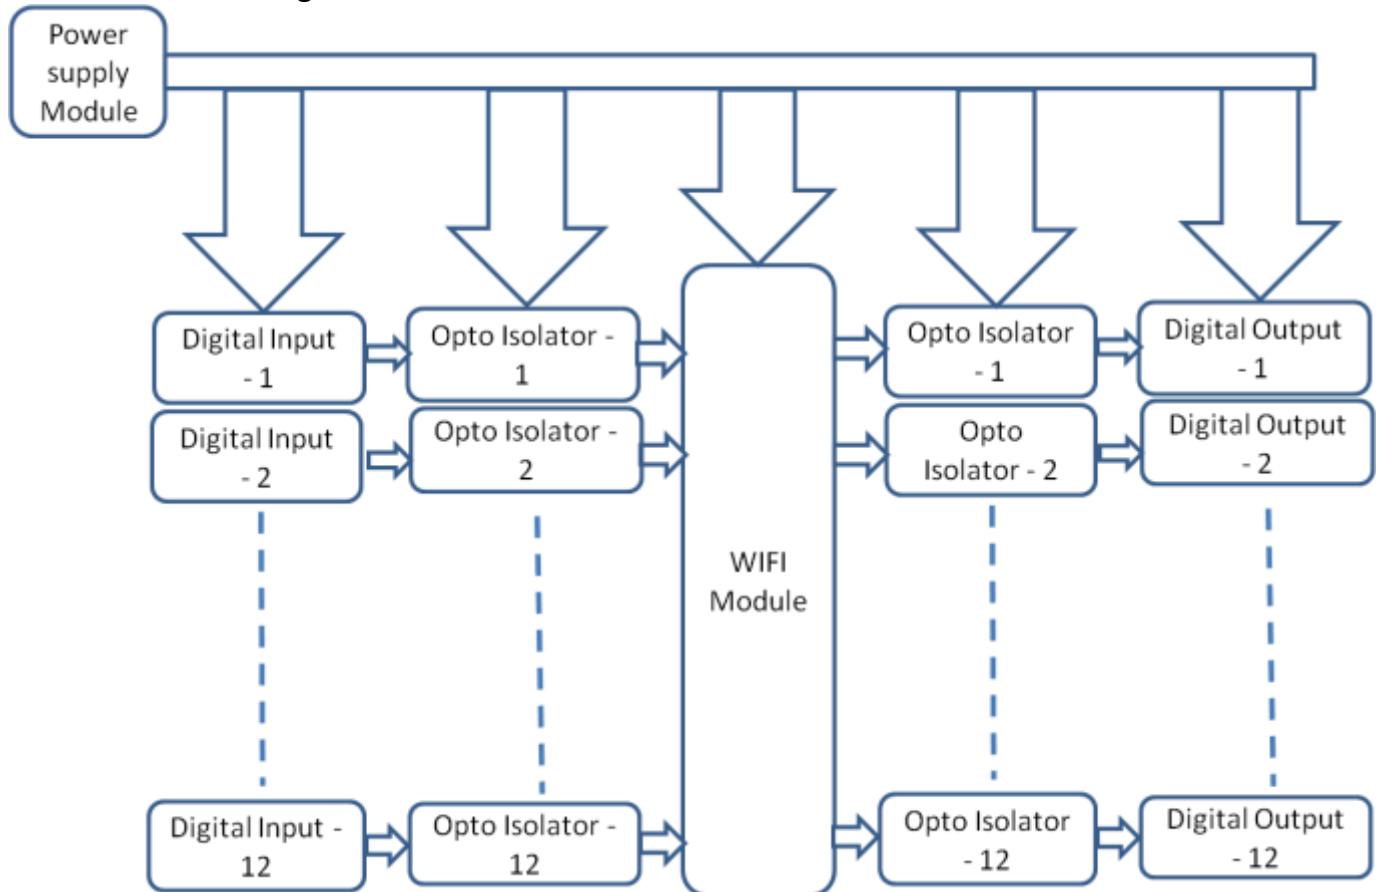 Power
supply
Module
Digital Input
- 1
Opto Isolator -
1
Opto Isolator
- 1
Digital Output
- 1
Digital Input
- 2
Opto Isolator -
2
Opto
Isolator - 2
Digital Output
- 2
WIFI
Module
Digital Input -
12
Opto Isolator -
12
Opto Isolator
- 12
Digital Output
- 12